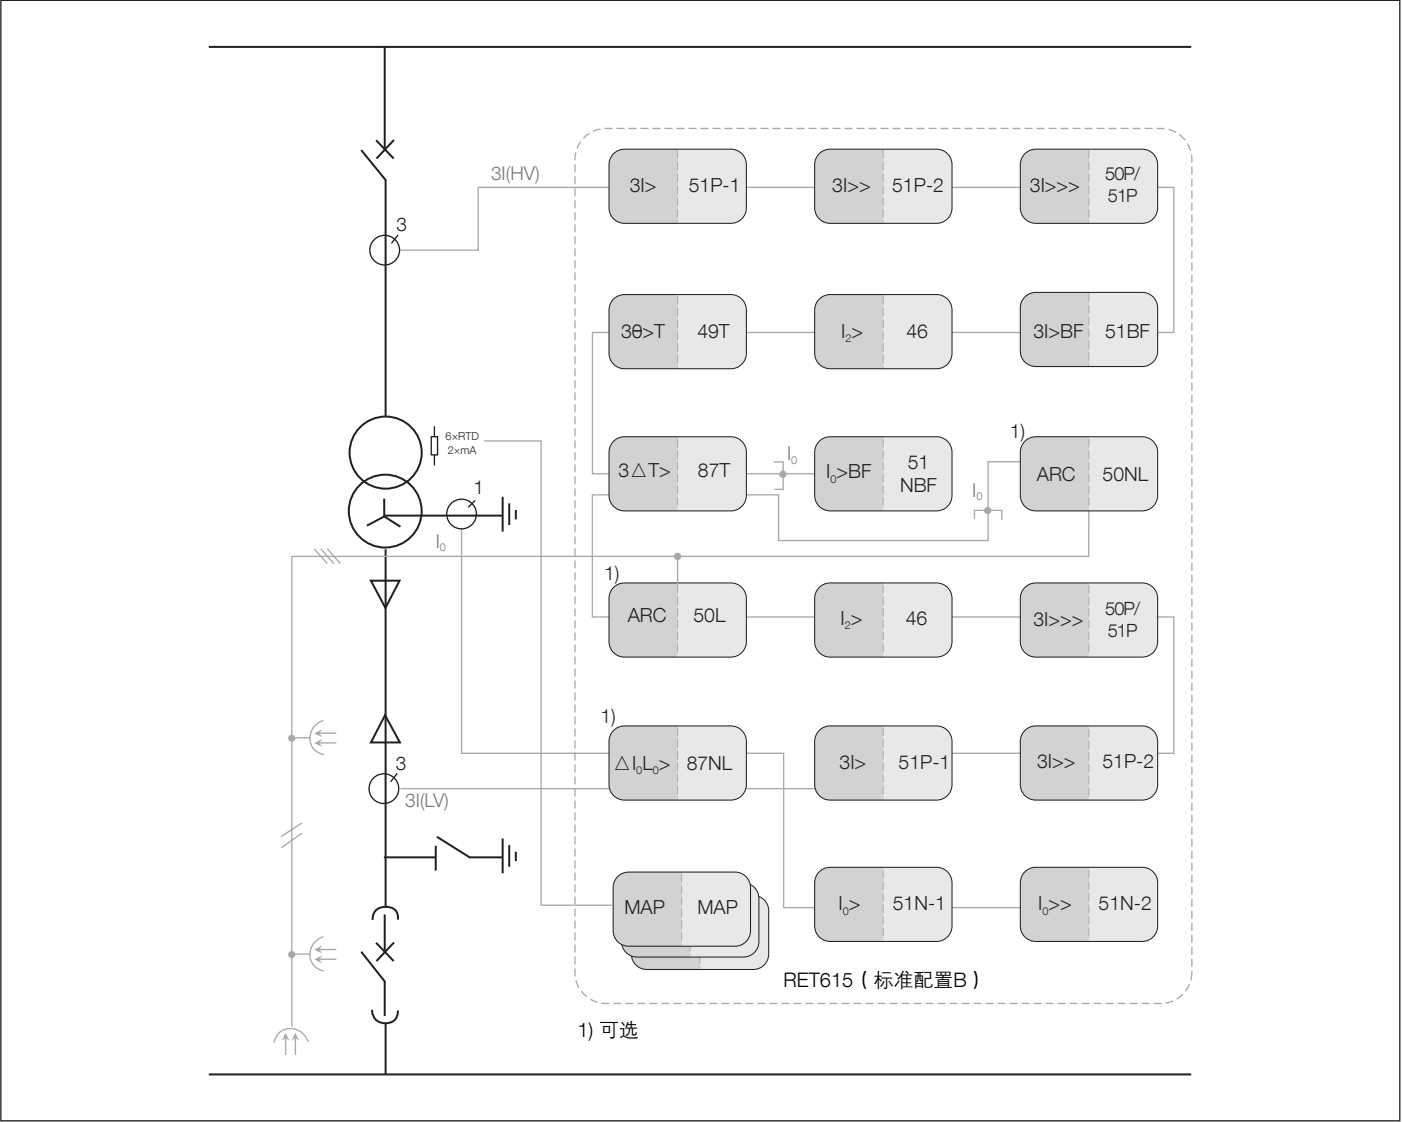 3I(HV)
3
3I> 51P-1
3I>> 51P-2
3I>>> 50P/
51P
3θ>T 49T
I₂> 46
3I>BF 51BF
6×RTD
2×mA
1
I₀
3△T> 87T
I₀
I₀>BF 51
NBF
I₀
1)
ARC 50NL
1)
ARC 50L
I₂> 46
3I>>> 50P/
51P
1)
△I₀L₀> 87NL
3I> 51P-1
3I>> 51P-2
3
3I(LV)
MAP MAP
I₀> 51N-1
I₀>> 51N-2
RET615（标准配置B）
1) 可选